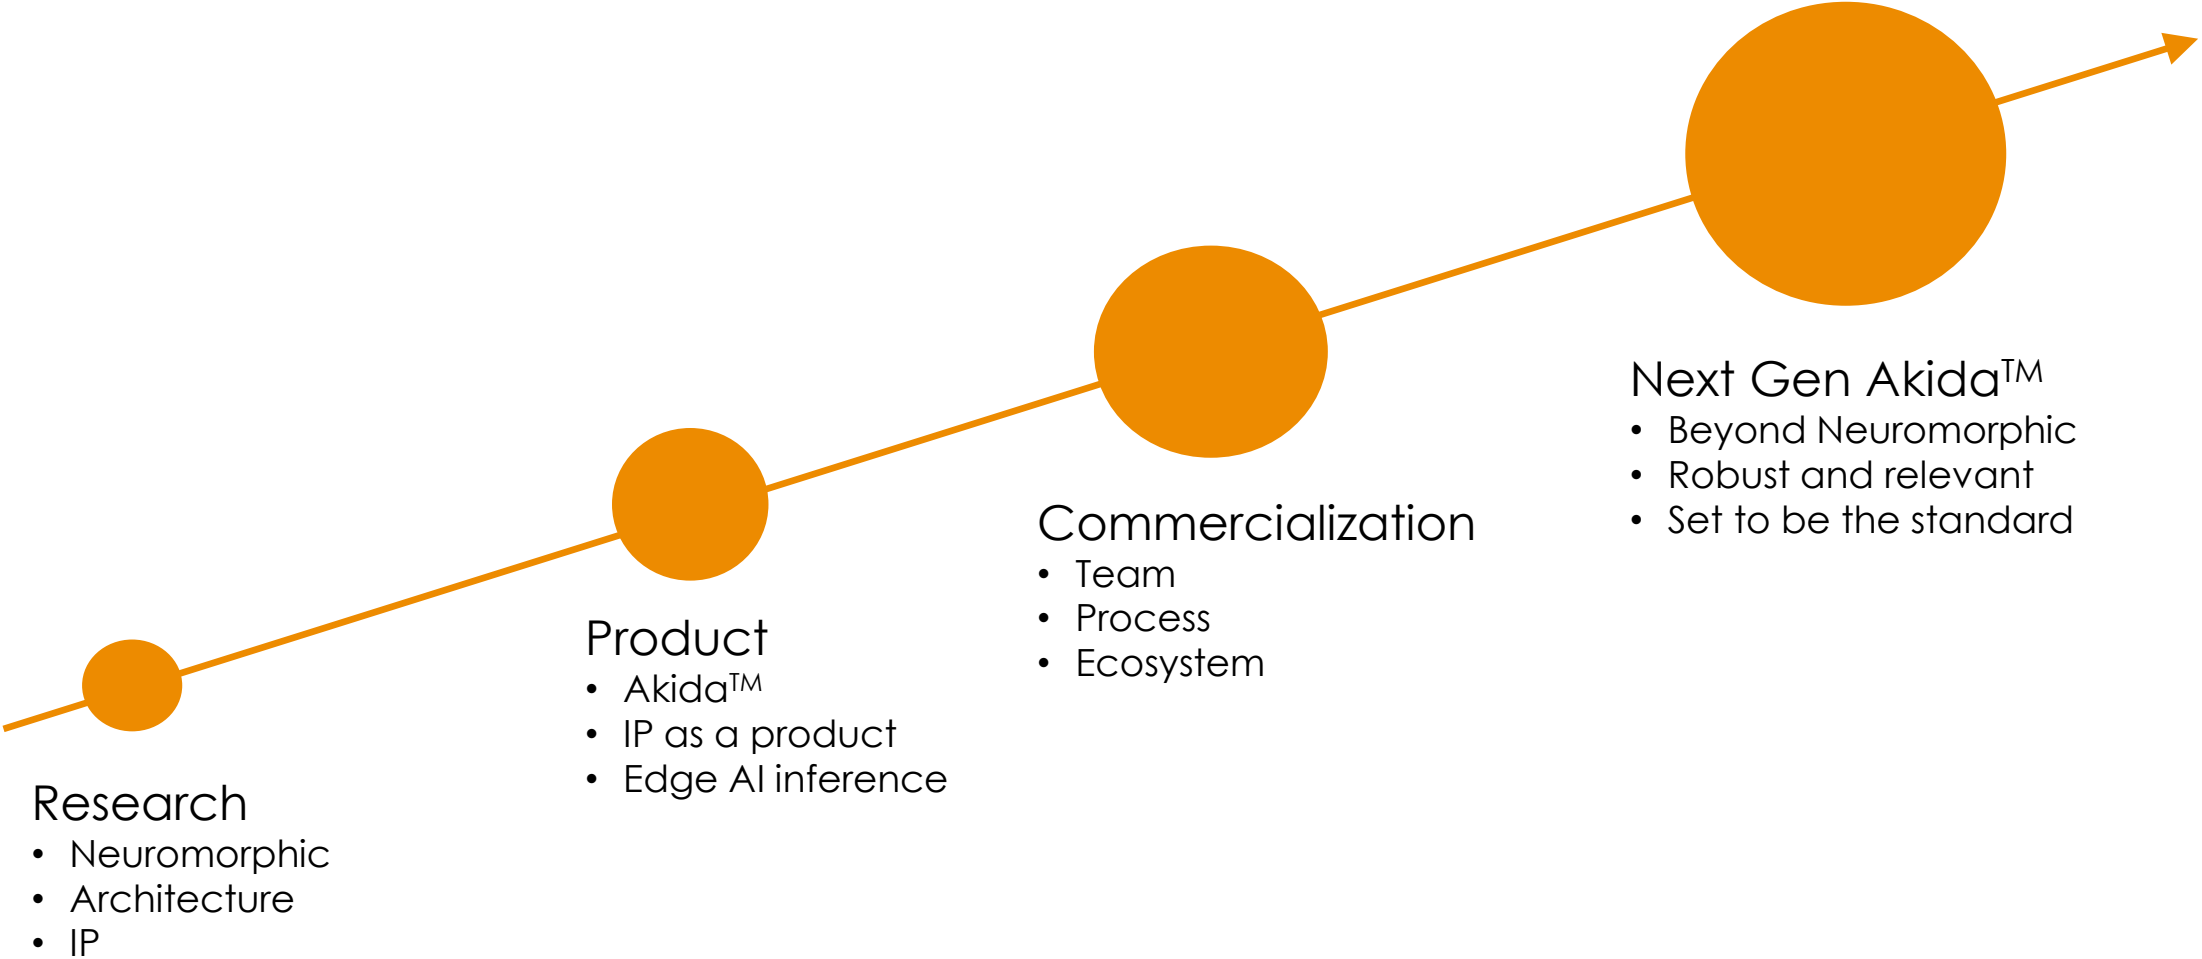 Research
• Neuromorphic
• Architecture
• IP
Product
• Akida™
• IP as a product
• Edge AI inference
Commercialization
• Team
• Process
• Ecosystem
Next Gen Akida™
• Beyond Neuromorphic
• Robust and relevant
• Set to be the standard